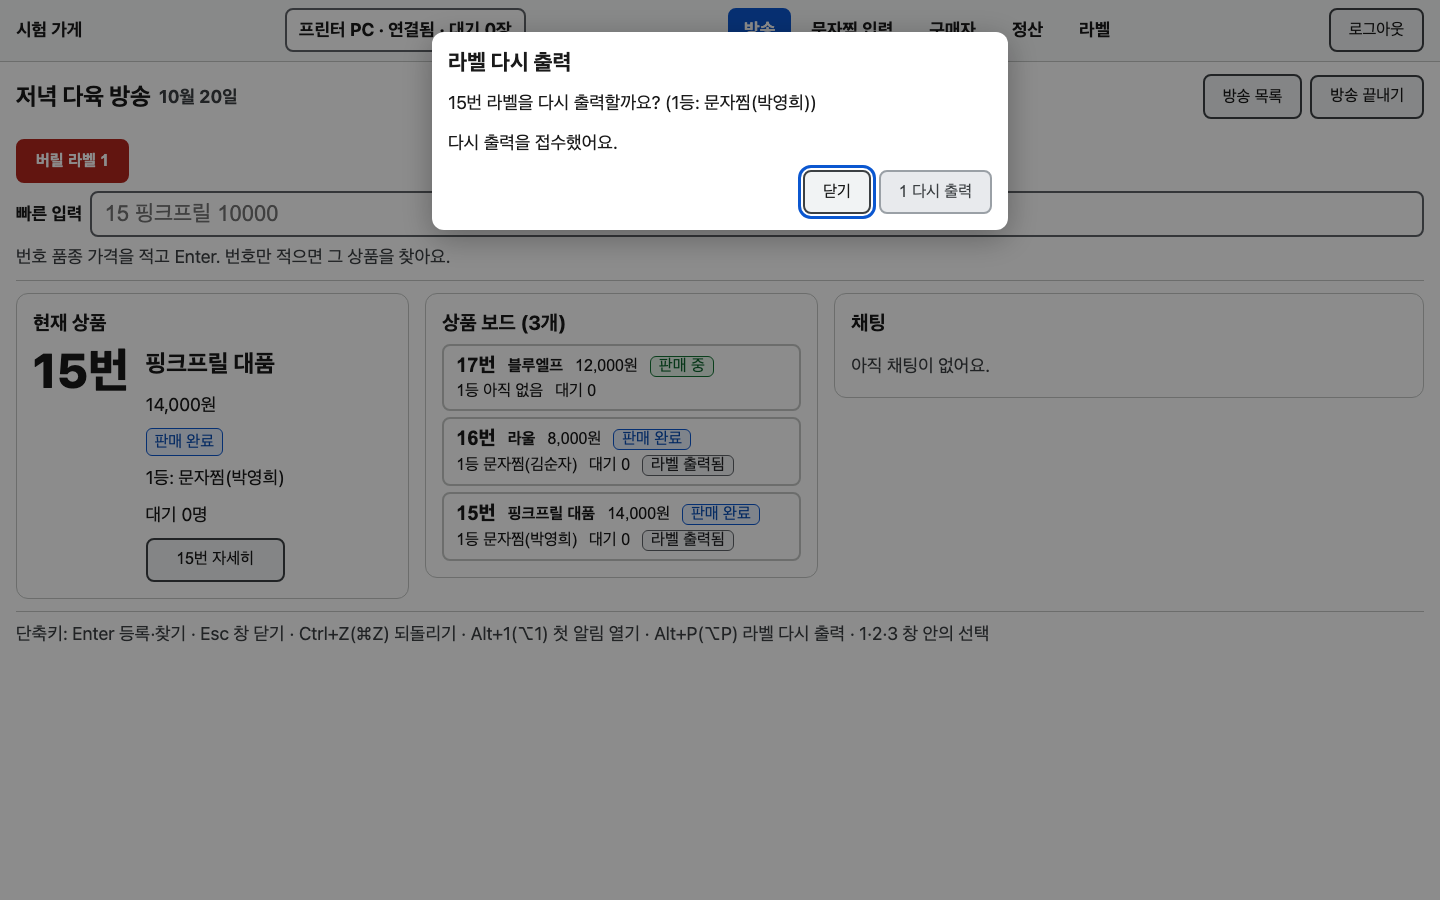 시험 가게
프린터 PC · 연결됨 · 대기 0장
방송
문자찜 입력
구매자
정산
라벨
로그아웃
라벨 다시 출력
15번 라벨을 다시 출력할까요? (1등: 문자찜(박영희))
다시 출력을 접수했어요.
닫기
1 다시 출력
저녁 다육 방송 10월 20일
방송 목록
방송 끝내기
버릴 라벨 1
빠른 입력
15 핑크프릴 10000
번호 품종 가격을 적고 Enter. 번호만 적으면 그 상품을 찾아요.
현재 상품
15번
핑크프릴 대품
14,000원
판매 완료
1등: 문자찜(박영희)
대기 0명
15번 자세히
상품 보드 (3개)
17번 블루엘프 12,000원 판매 중
1등 아직 없음 대기 0
16번 라울 8,000원 판매 완료
1등 문자찜(김순자) 대기 0 라벨 출력됨
15번 핑크프릴 대품 14,000원 판매 완료
1등 문자찜(박영희) 대기 0 라벨 출력됨
채팅
아직 채팅이 없어요.
단축키: Enter 등록·찾기 · Esc 창 닫기 · Ctrl+Z(⌘Z) 되돌리기 · Alt+1(⌥1) 첫 알림 열기 · Alt+P(⌥P) 라벨 다시 출력 · 1·2·3 창 안의 선택